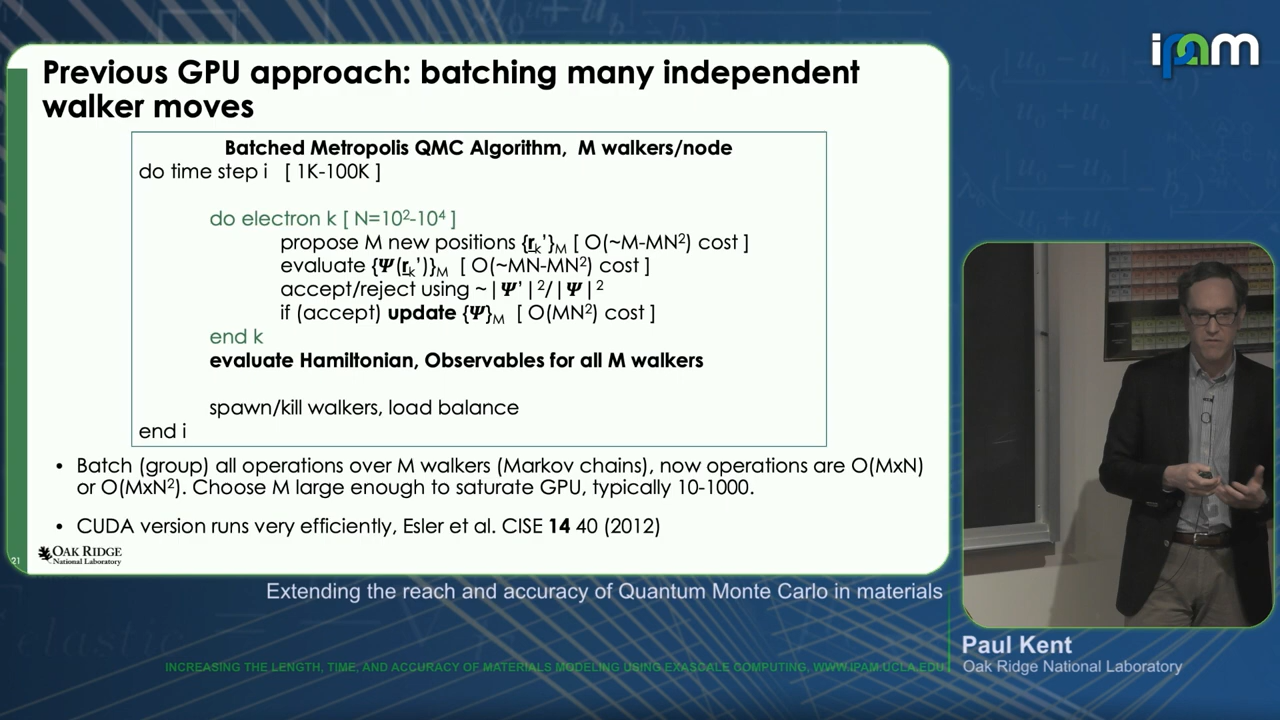 ipam
Previous GPU approach: batching many independent
walker moves
Batched Metropolis QMC Algorithm, M walkers/node
do time step i [ 1K-100K ]
do electron k [ N=10²-10⁴ ]
propose M new positions {r_k'}_M [ O(~M-MN²) cost ]
evaluate {Ψ(r_k')}_M [ O(~MN-MN²) cost ]
accept/reject using ~|Ψ'|²/|Ψ|²
if (accept) update {Ψ}_M [ O(MN²) cost ]
end k
evaluate Hamiltonian, Observables for all M walkers
spawn/kill walkers, load balance
end i
• Batch (group) all operations over M walkers (Markov chains), now operations are O(MxN)
or O(MxN²). Choose M large enough to saturate GPU, typically 10-1000.
• CUDA version runs very efficiently, Esler et al. CISE 14 40 (2012)
21
OAK RIDGE
National Laboratory
Extending the reach and accuracy of Quantum Monte Carlo in materials
Paul Kent
Oak Ridge National Laboratory
INCREASING THE LENGTH, TIME, AND ACCURACY OF MATERIALS MODELING USING EXASCALE COMPUTING, WWW.IPAM.UCLA.EDU
elastic